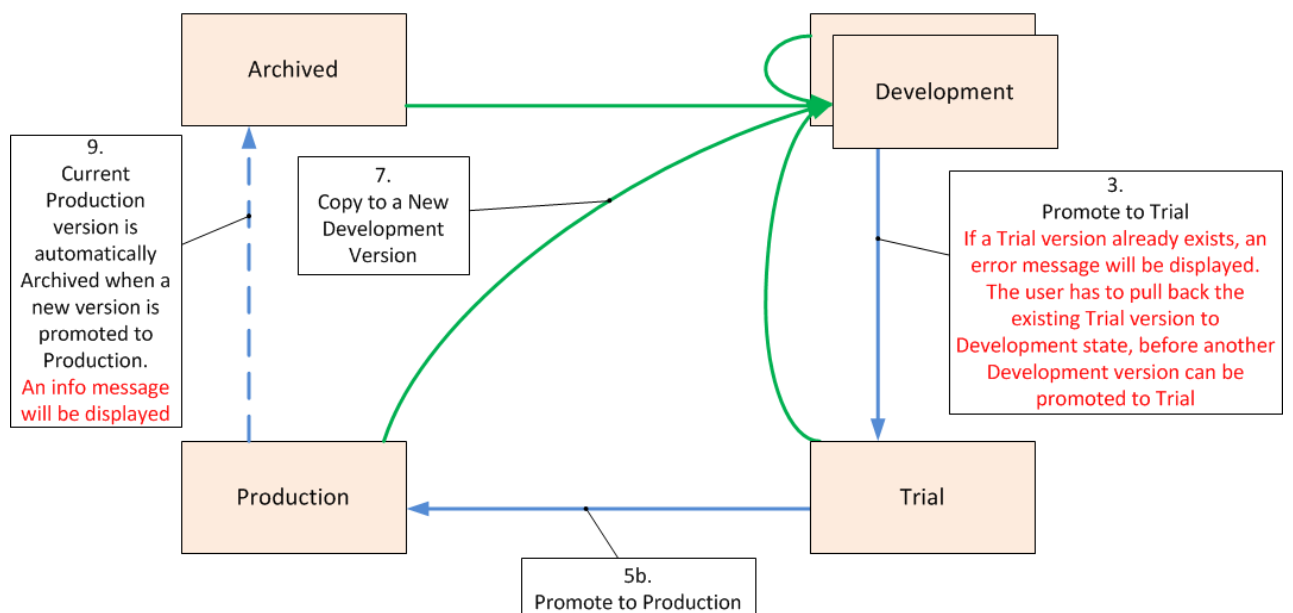 Archived
Development
9.
Current
Production
version is
automatically
Archived when a
new version is
promoted to
Production.
An info message
will be displayed
7.
Copy to a New
Development
Version
3.
Promote to Trial
If a Trial version already exists, an
error message will be displayed.
The user has to pull back the
existing Trial version to
Development state, before another
Development version can be
promoted to Trial
Production
Trial
5b.
Promote to Production